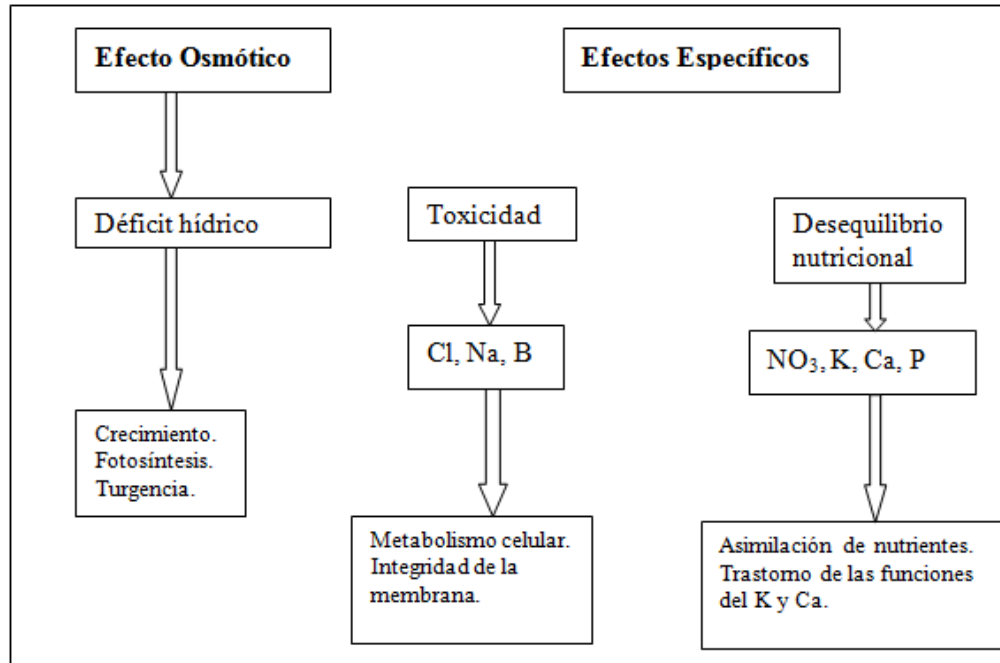 Efecto Osmótico
Efectos Específicos
Déficit hídrico
Toxicidad
Desequilibrio
nutricional
Cl, Na, B
NO₃, K, Ca, P
Crecimiento.
Fotosíntesis.
Turgencia.
Metabolismo celular.
Integridad de la
membrana.
Asimilación de nutrientes.
Trastorno de las funciones
del K y Ca.